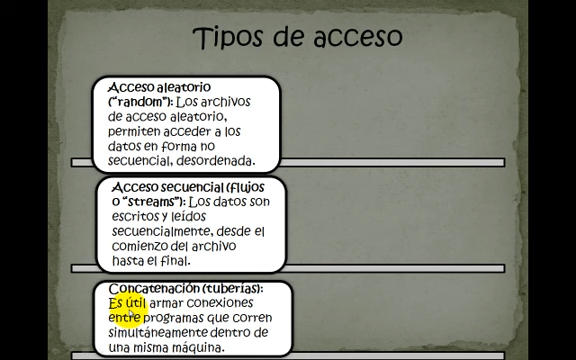 Tipos de acceso
Acceso aleatorio
("random"): Los archivos
de acceso aleatorio,
permiten acceder a los
datos en forma no
secuencial, desordenada.
Acceso secuencial (flujos
o "streams"): Los datos son
escritos y leídos
secuencialmente, desde el
comienzo del archivo
hasta el final.
Concatenación (tuberías):
Es útil armar conexiones
entre programas que corren
simultáneamente dentro de
una misma máquina.